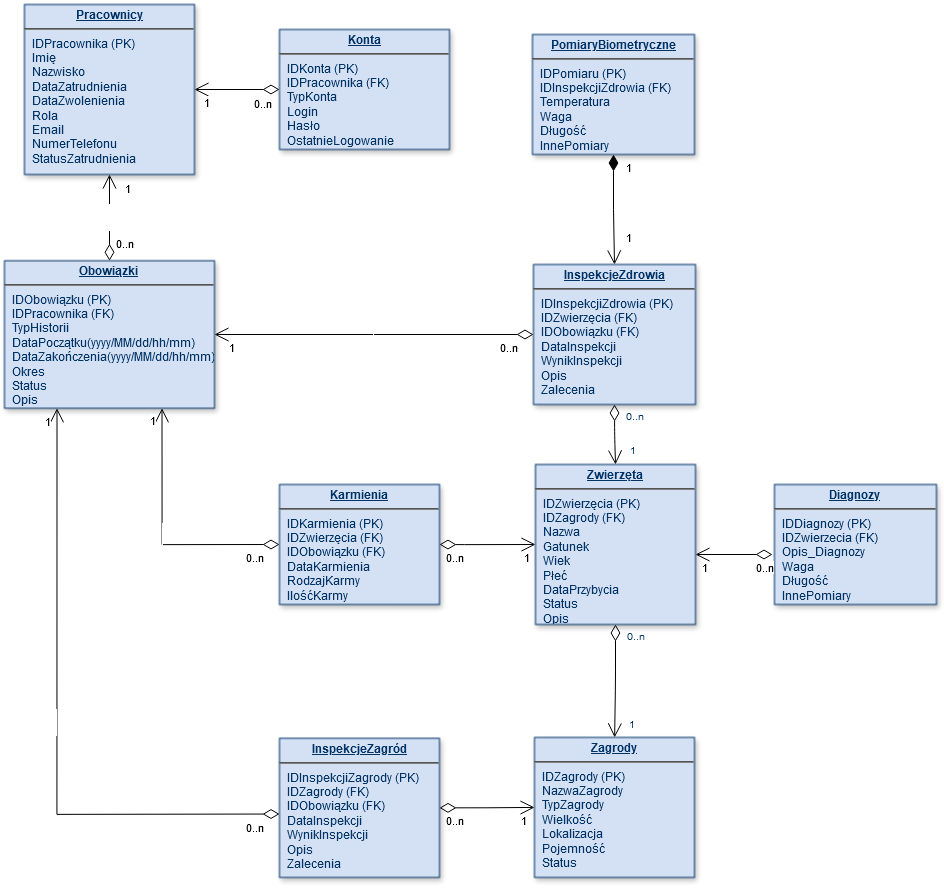 Pracownicy
IDPracownika (PK)
Imię
Nazwisko
DataZatrudnienia
DataZwolenienia
Rola
Email
NumerTelefonu
StatusZatrudnienia
1
0..n
Konta
IDKonta (PK)
IDPracownika (FK)
TypKonta
Login
Hasło
OstatnieLogowanie
PomiaryBiometryczne
IDPomiaru (PK)
IDInspekcjiZdrowia (FK)
Temperatura
Waga
Długość
InnePomiary
1
1
1
0..n
Obowiązki
IDObowiązku (PK)
IDPracownika (FK)
TypHistorii
DataPoczątku(yyyy/MM/dd/hh/mm)
DataZakończenia(yyyy/MM/dd/hh/mm)
Okres
Status
Opis
1
0..n
InspekcjeZdrowia
IDInspekcjiZdrowia (PK)
IDZwierzęcia (FK)
IDObowiązku (FK)
DataInspekcji
WynikInspekcji
Opis
Zalecenia
0..n
1
1
1
Karmienia
IDKarmienia (PK)
IDZwierzęcia (FK)
IDObowiązku (FK)
DataKarmienia
RodzajKarmy
IlośćKarmy
0..n
0..n
1
Zwierzęta
IDZwierzęcia (PK)
IDZagrody (FK)
Nazwa
Gatunek
Wiek
Płeć
DataPrzybycia
Status
Opis
1
0..n
Diagnozy
IDDiagnozy (PK)
IDZwierzecia (FK)
Opis_Diagnozy
Waga
Długość
InnePomiary
0..n
1
InspekcjeZagród
IDInspekcjiZagrody (PK)
IDZagrody (FK)
IDObowiązku (FK)
DataInspekcji
WynikInspekcji
Opis
Zalecenia
0..n
0..n
1
Zagrody
IDZagrody (PK)
NazwaZagrody
TypZagrody
Wielkość
Lokalizacja
Pojemność
Status